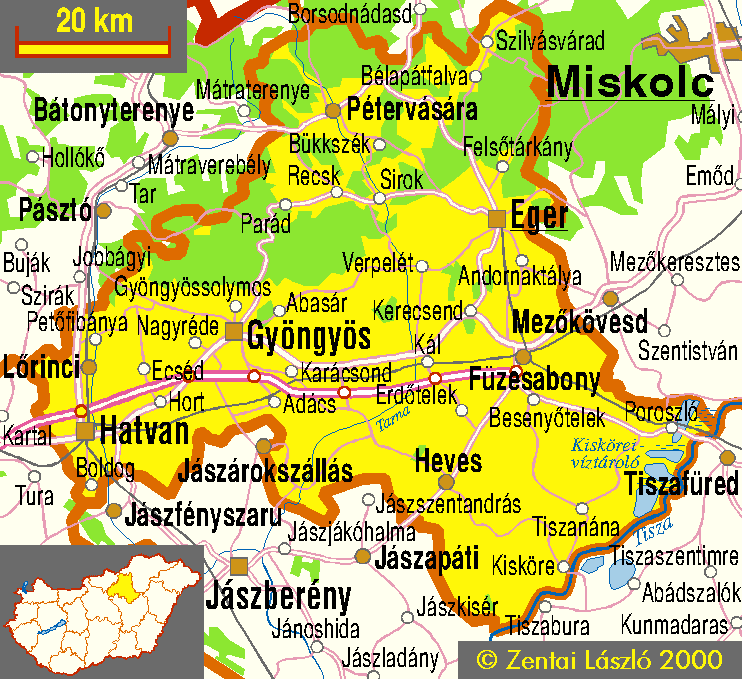 20 km
Borsodnádasd
Szilvásvárad
Bélapátfalva
Miskolc
Mátraterenye
Bátonyterenye
Pétervására
Mályi
Bükkszék
Felsőtárkány
Hollókő
Mátraverebély
Recsk
Sirok
Emőd
Tar
Pásztó
Parád
Eger
Buják
Jobbágyi
Verpelét
Andornaktálya
Mezőkeresztes
Szirák
Gyöngyössolymos
Abasár
Kerecsend
Petőfibánya
Nagyréde
Gyöngyös
Mezőkövesd
Kál
Szentistván
Lőrinci
Ecséd
Karácsond
Füzesabony
Hort
Adács
Erdőtelek
Besenyőtelek
Poroszló
Tarna
Kartal
Hatvan
Kiskörei-
víztároló
Boldog
Jászárokszállás
Heves
Tiszafüred
Tura
Jászfényszaru
Jászszentandrás
Tiszanána
Tisza
Jászjákóhalma
Jászapáti
Kisköre
Tiszaszentimre
Jászberény
Abádszalók
Jászkisér
Tiszabura
Kunmadaras
Jánoshida
Jászladány
© Zentai László 2000